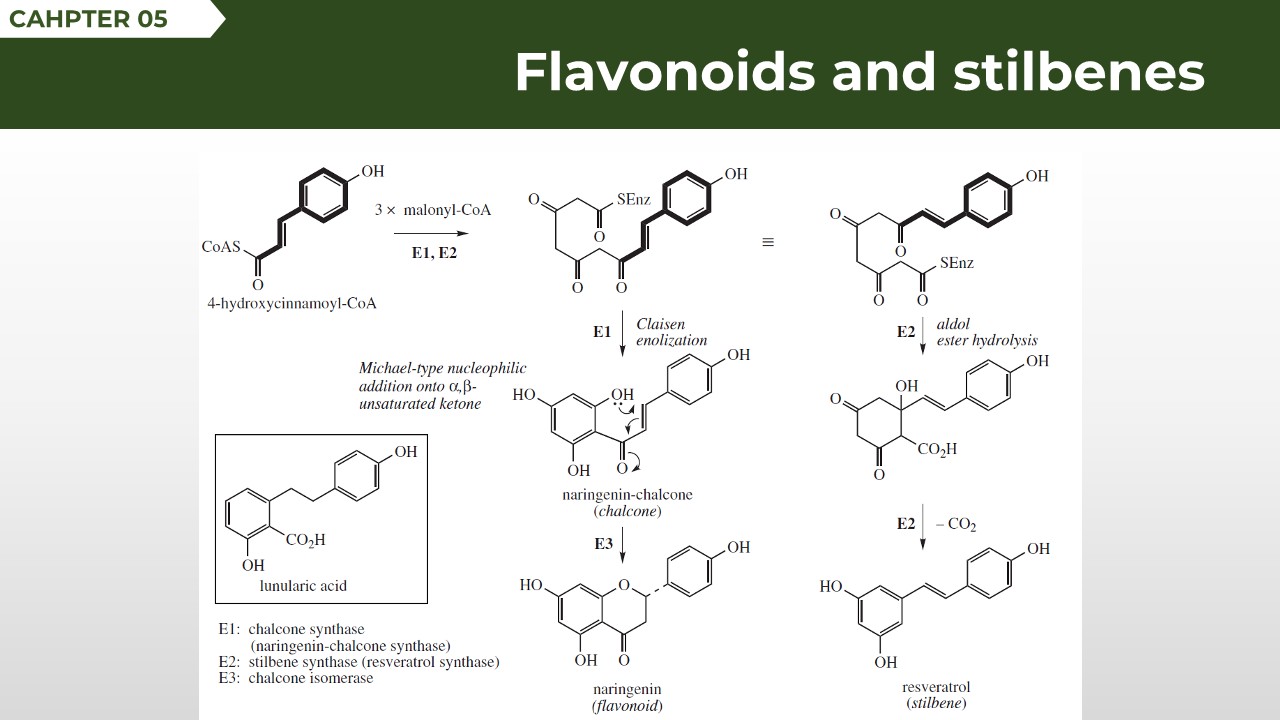 CAHPTER 05
Flavonoids and stilbenes
OH
CoAS
O
4-hydroxycinnamoyl-CoA
3 × malonyl-CoA
E1, E2
OH
O
SEnz
O
O
O
≡
OH
O
O
SEnz
O
O
E1
Claisen
enolization
E2
aldol
ester hydrolysis
Michael-type nucleophilic
addition onto α,β-
unsaturated ketone
OH
HO
OH
OH
O
naringenin-chalcone
(chalcone)
OH
OH
O
CO₂H
O
OH
CO₂H
OH
lunularic acid
E3
E2
– CO₂
OH
HO
O
OH
O
naringenin
(flavonoid)
OH
HO
OH
resveratrol
(stilbene)
E1: chalcone synthase
(naringenin-chalcone synthase)
E2: stilbene synthase (resveratrol synthase)
E3: chalcone isomerase